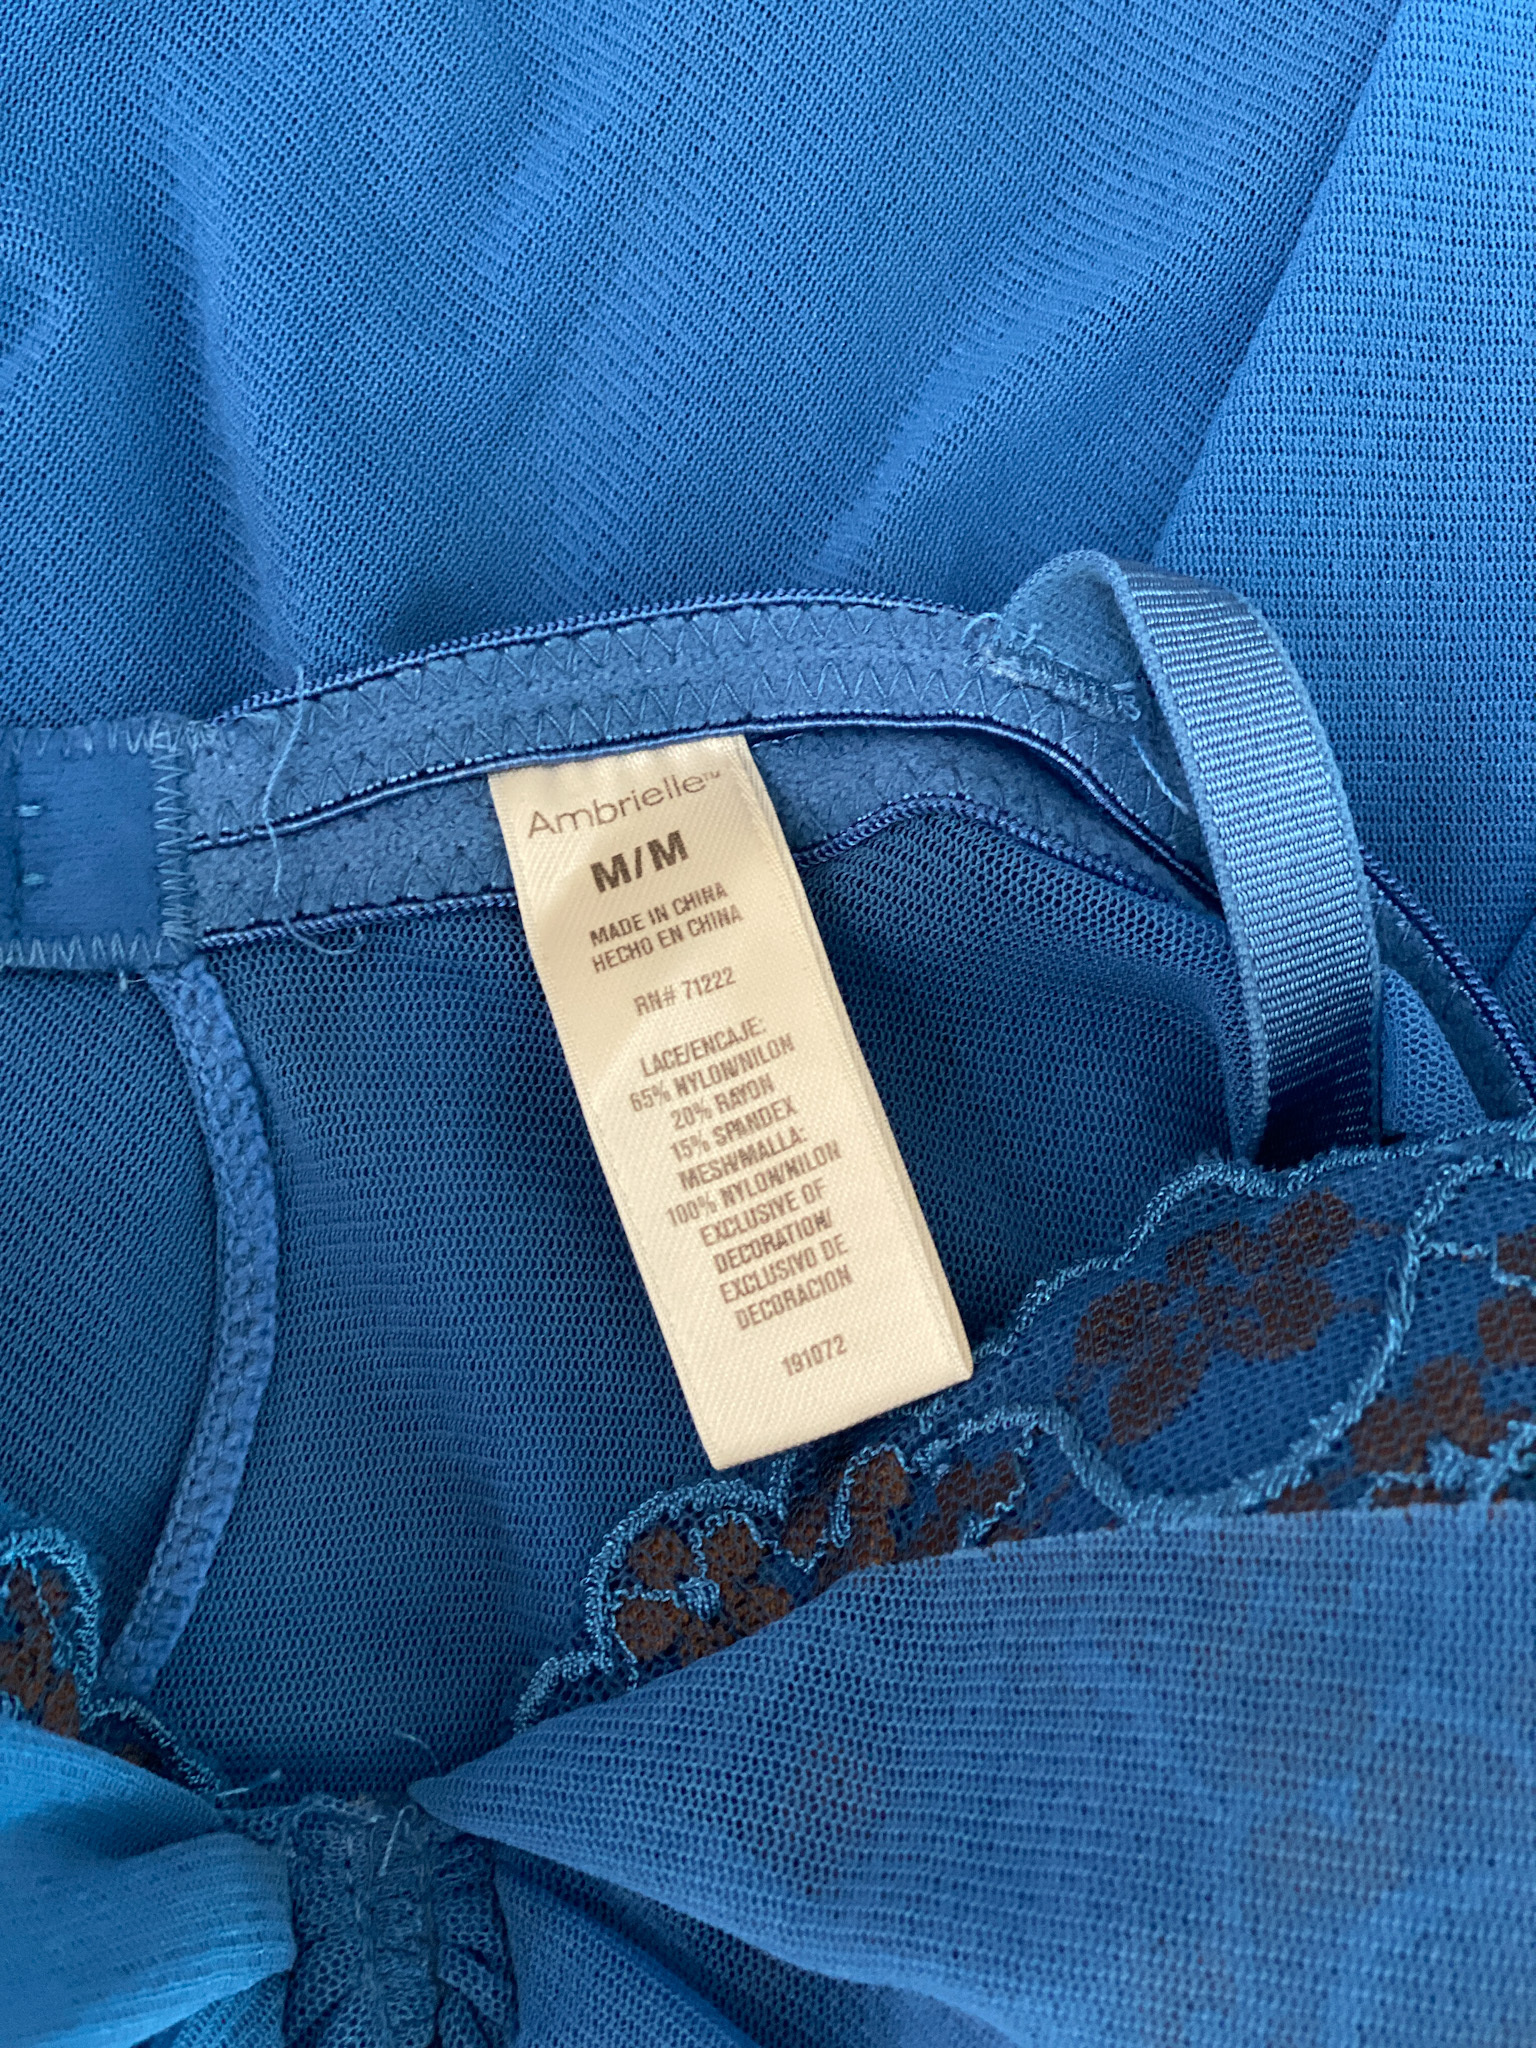 Ambrielle™
M/M
MADE IN CHINA
HECHO EN CHINA
RN# 71222
LACE/ENCAJE:
65% NYLON/NILON
20% RAYON
15% SPANDEX
MESH/MALLA:
100% NYLON/NILON
EXCLUSIVE OF
DECORATION/
EXCLUSIVO DE
DECORACION
191072